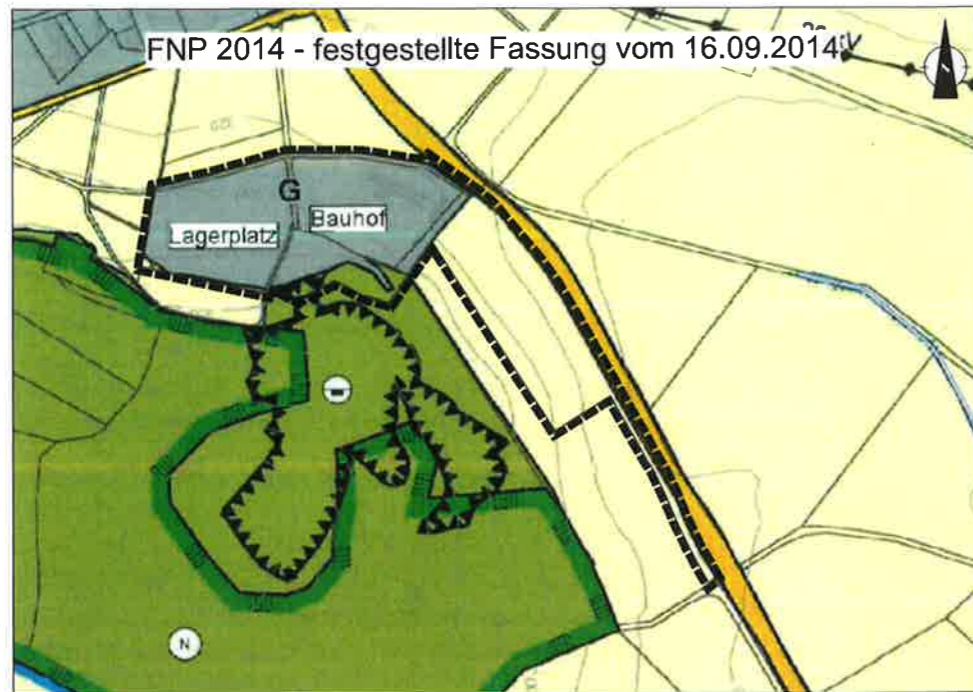 FNP 2014 - festgestellte Fassung vom 16.09.2014
G
Bauhof
Lagerplatz
N